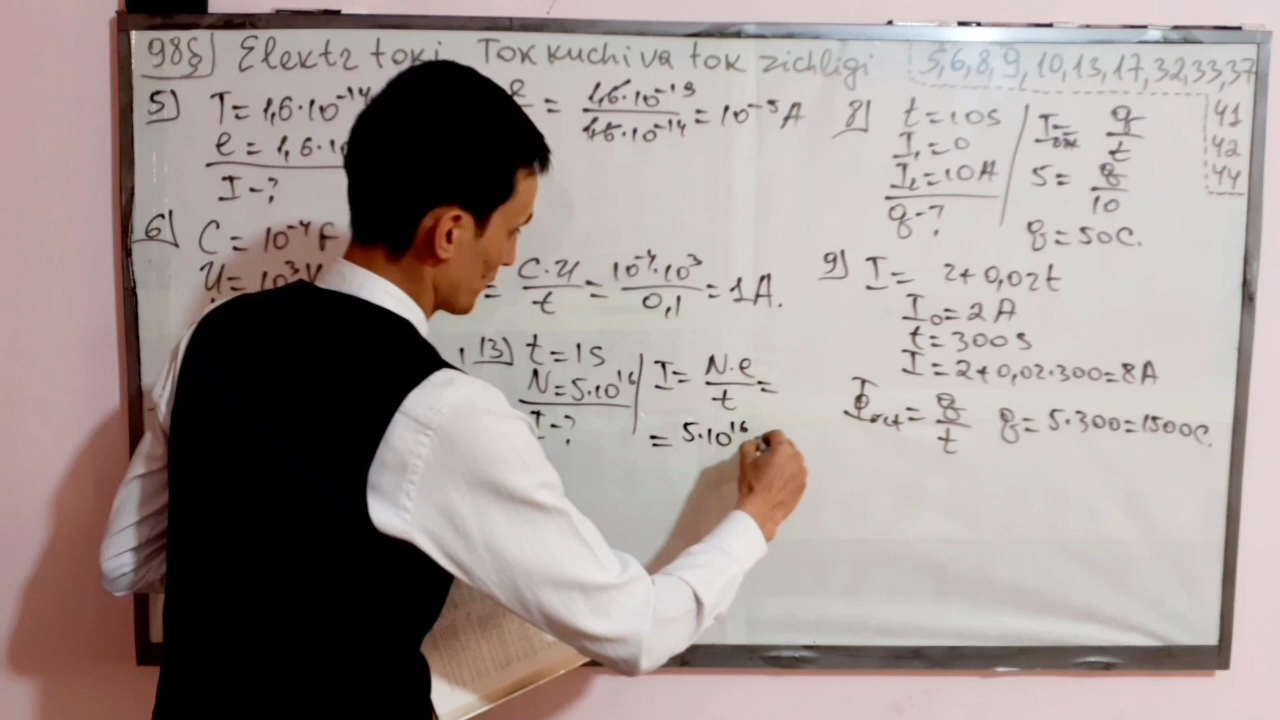 98§ Elektr toki. Tok kuchi va tok zichligi
5, 6, 8, 9, 10, 13, 17, 32, 33, 37
41
42
44
5) T = 1,6·10⁻¹⁴
e = 1,6·10
I - ?
= 1,6·10⁻¹⁹ / 1,6·10⁻¹⁴ = 10⁻⁵ A
6) C = 10⁻⁴ F
U = 10³ V
= C·U / t = 10⁻⁴·10³ / 0,1 = 1A.
13) t = 1s
N = 5·10¹⁶
I - ?
I = N·e / t =
= 5·10¹⁶
8) t = 10s
I₁ = 0
I₂ = 10A
q - ?
q / t
5 = q / 10
q = 50C.
9) I = 2 + 0,02t
I₀ = 2A
t = 300s
I = 2 + 0,02·300 = 8A
= q / t q = 5·300 = 1500C.